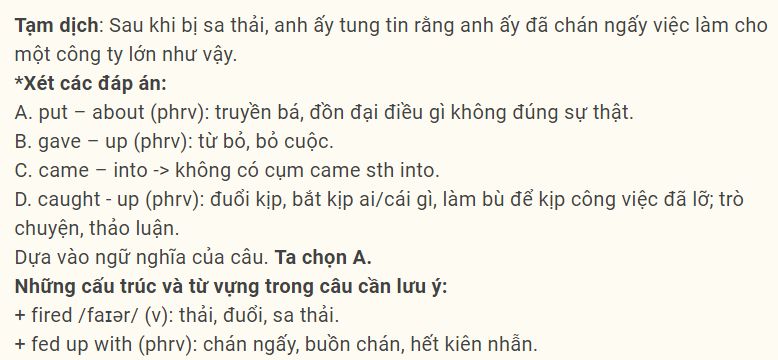 Tạm dịch: Sau khi bị sa thải, anh ấy tung tin rằng anh ấy đã chán ngấy việc làm cho
một công ty lớn như vậy.
*Xét các đáp án:
A. put – about (phrv): truyền bá, đồn đại điều gì không đúng sự thật.
B. gave – up (phrv): từ bỏ, bỏ cuộc.
C. came – into -> không có cụm came sth into.
D. caught - up (phrv): đuổi kịp, bắt kịp ai/cái gì, làm bù để kịp công việc đã lỡ; trò
chuyện, thảo luận.
Dựa vào ngữ nghĩa của câu. Ta chọn A.
Những cấu trúc và từ vựng trong câu cần lưu ý:
+ fired /faɪər/ (v): thải, đuổi, sa thải.
+ fed up with (phrv): chán ngấy, buồn chán, hết kiên nhẫn.